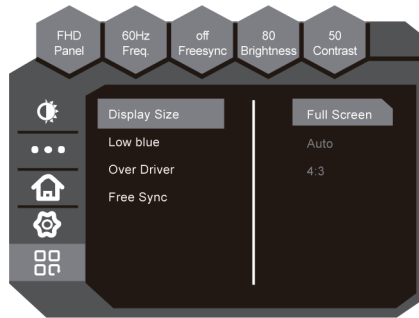 FHD Panel
60Hz Freq.
off Freesync
80 Brightness
50 Contrast
Display Size
Full Screen
Low blue
Auto
Over Driver
4:3
Free Sync